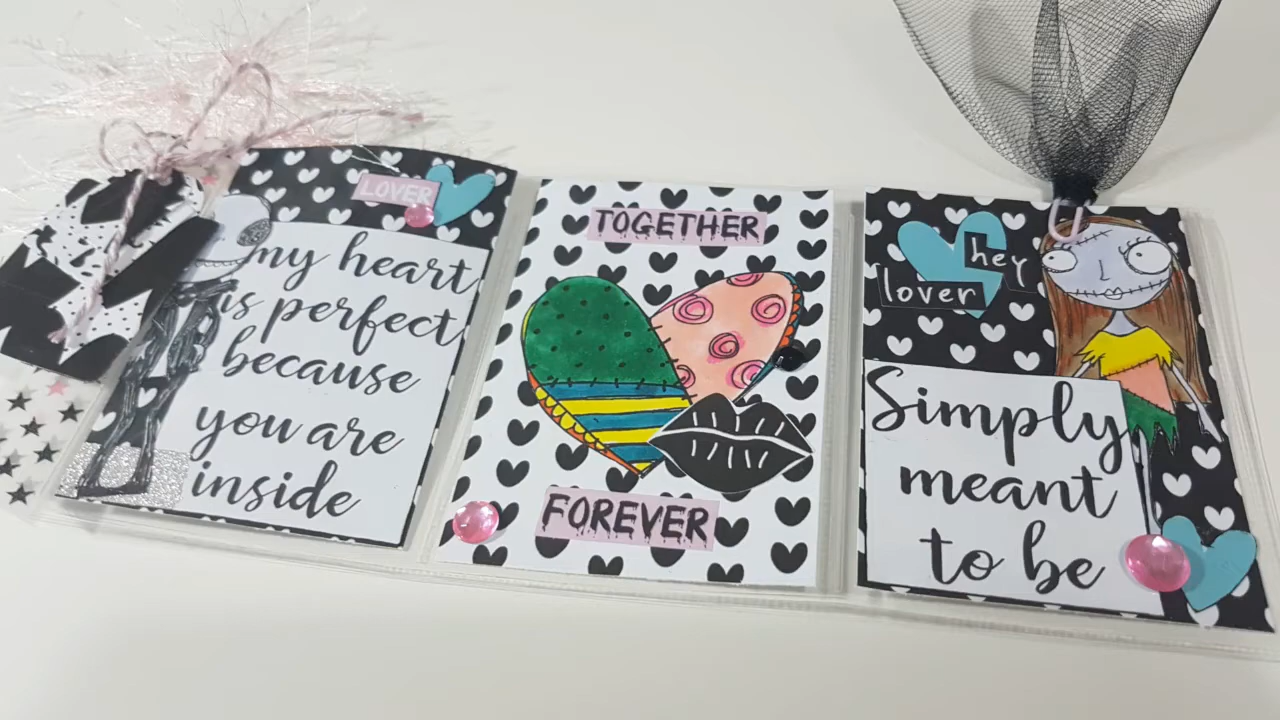 LOVER
my heart
is perfect
because
you are
inside
TOGETHER
FOREVER
hey
lover
Simply
meant
to be